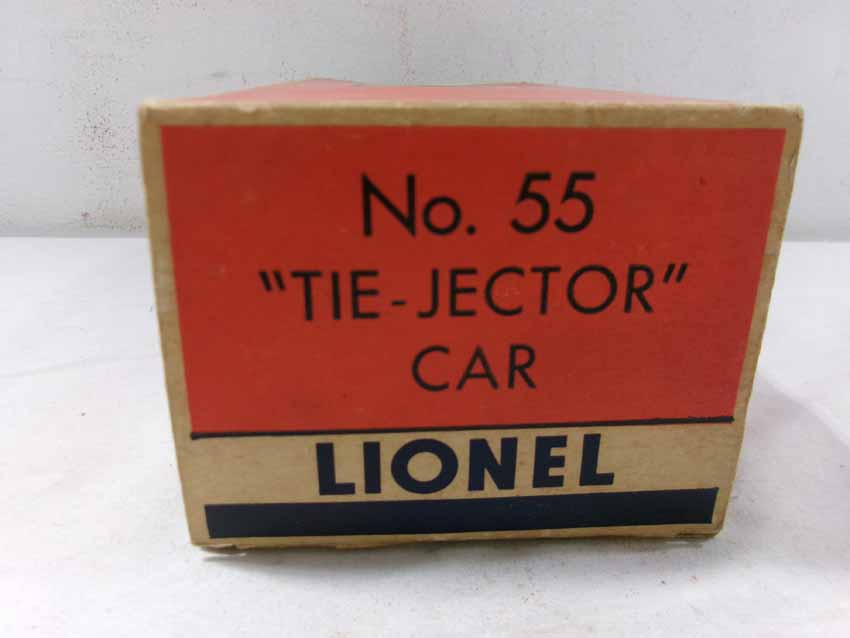 No. 55
"TIE-JECTOR"
CAR
LIONEL